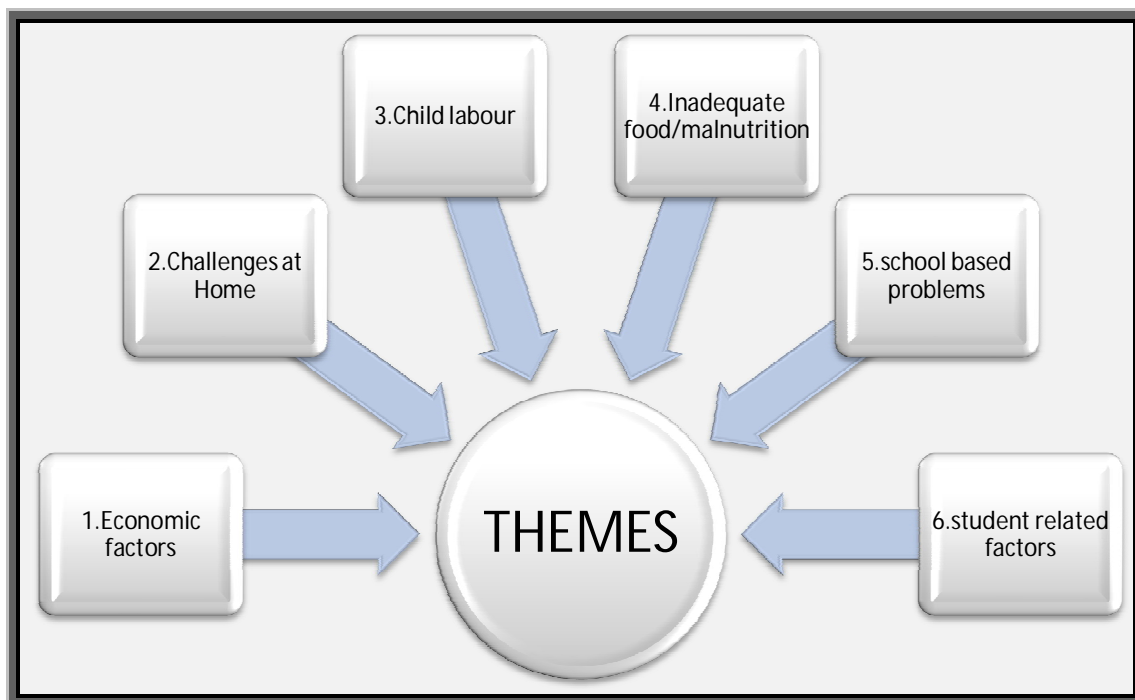 1.Economic
factors
2.Challenges at
Home
3.Child labour
4.Inadequate
food/malnutrition
5.school based
problems
6.student related
factors
THEMES